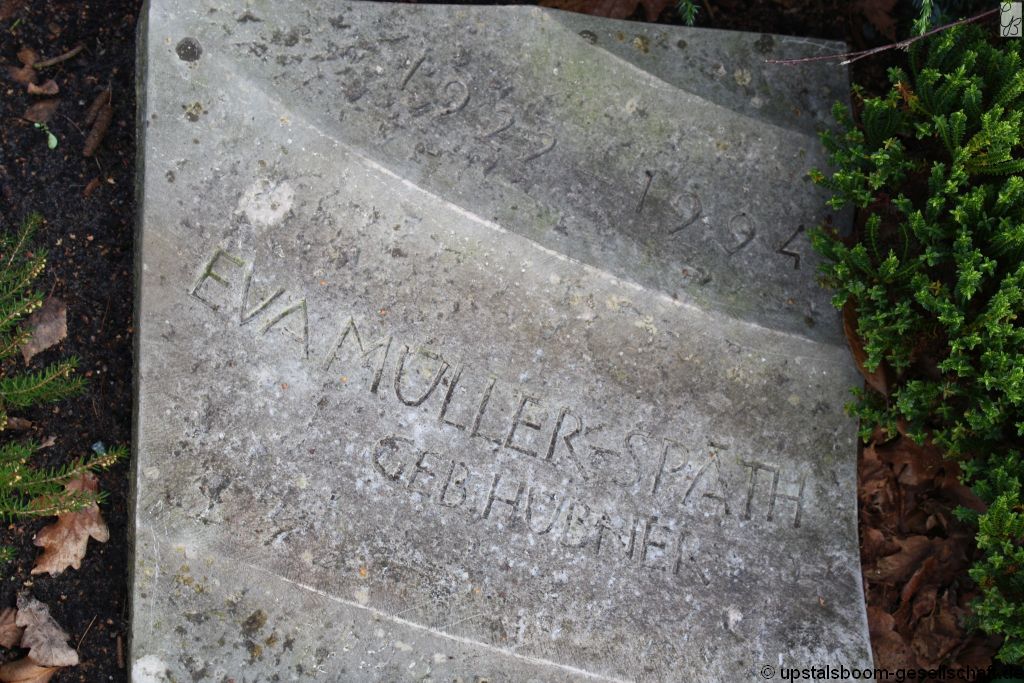 1922
1994
EVA MÜLLER-SPÄTH
GEB. HÜBNER
© upstalsboom-gesellschaft.de